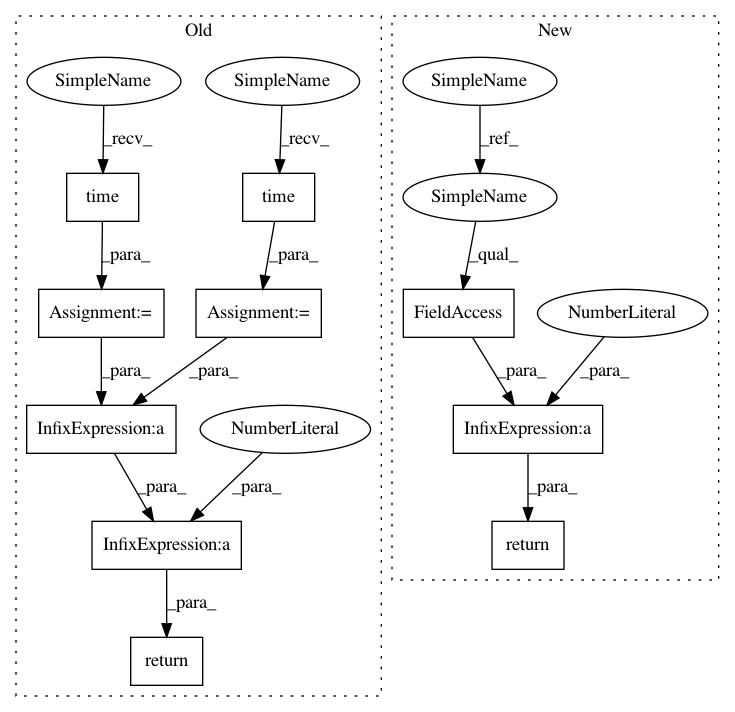 Old
New
SimpleName
SimpleName
SimpleName
_recv_
_recv_
_ref_
time
time
SimpleName
_para_
_para_
_qual_
Assignment:=
Assignment:=
FieldAccess
NumberLiteral
_para_
_para_
_para_
_para_
InfixExpression:a
NumberLiteral
InfixExpression:a
_para_
_para_
_para_
InfixExpression:a
return
_para_
return